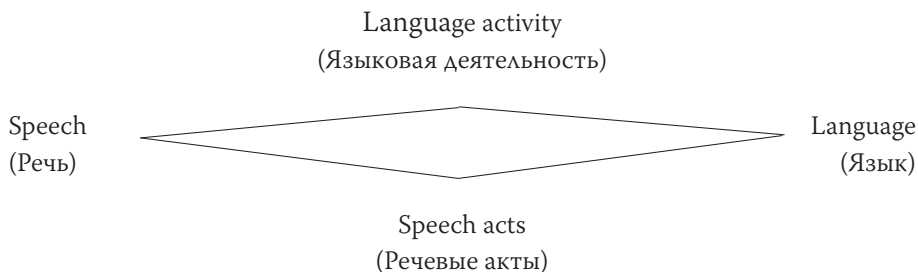 Language activity
(Языковая деятельность)
Speech
(Речь)
Language
(Язык)
Speech acts
(Речевые акты)